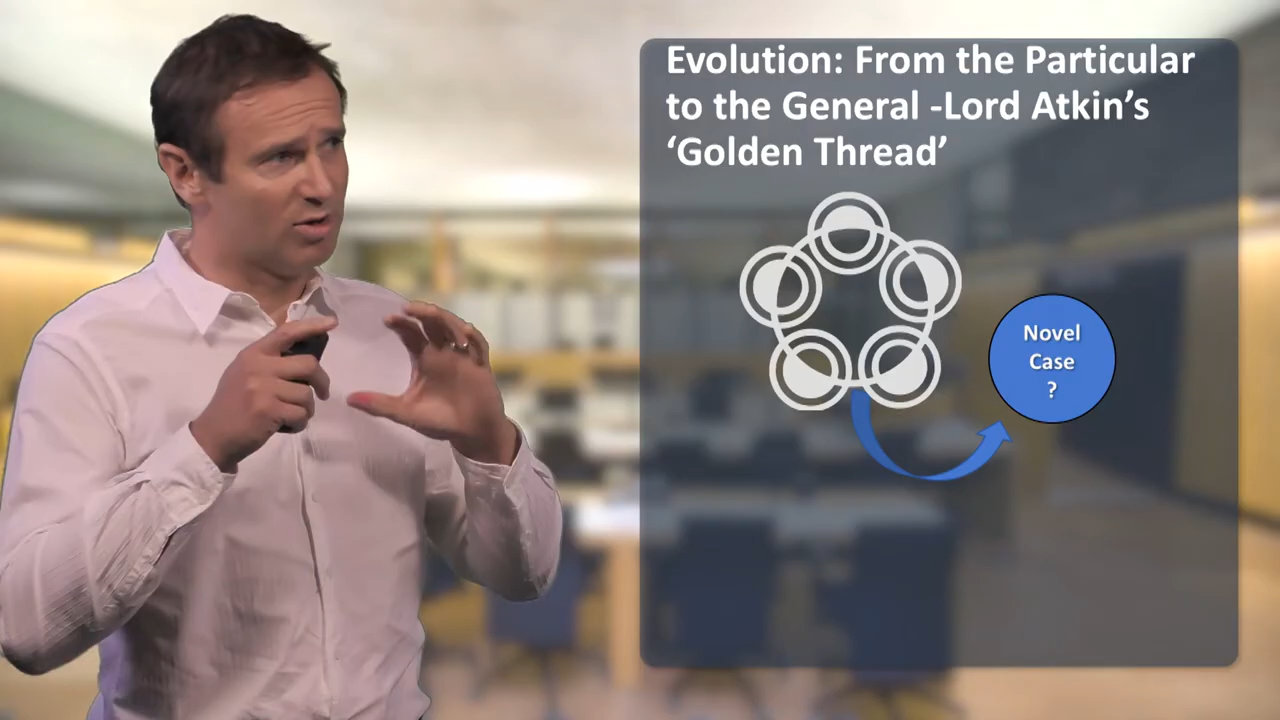 Evolution: From the Particular
to the General -Lord Atkin’s
‘Golden Thread’
Novel
Case
?